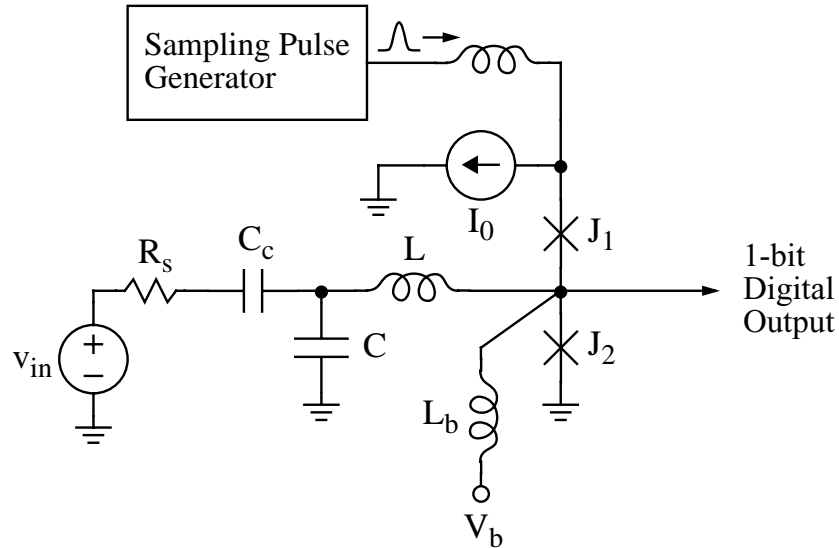 Sampling Pulse
Generator
I0
J1
Rs
Cc
L
1-bit
Digital
Output
vin
+
−
C
J2
Lb
Vb